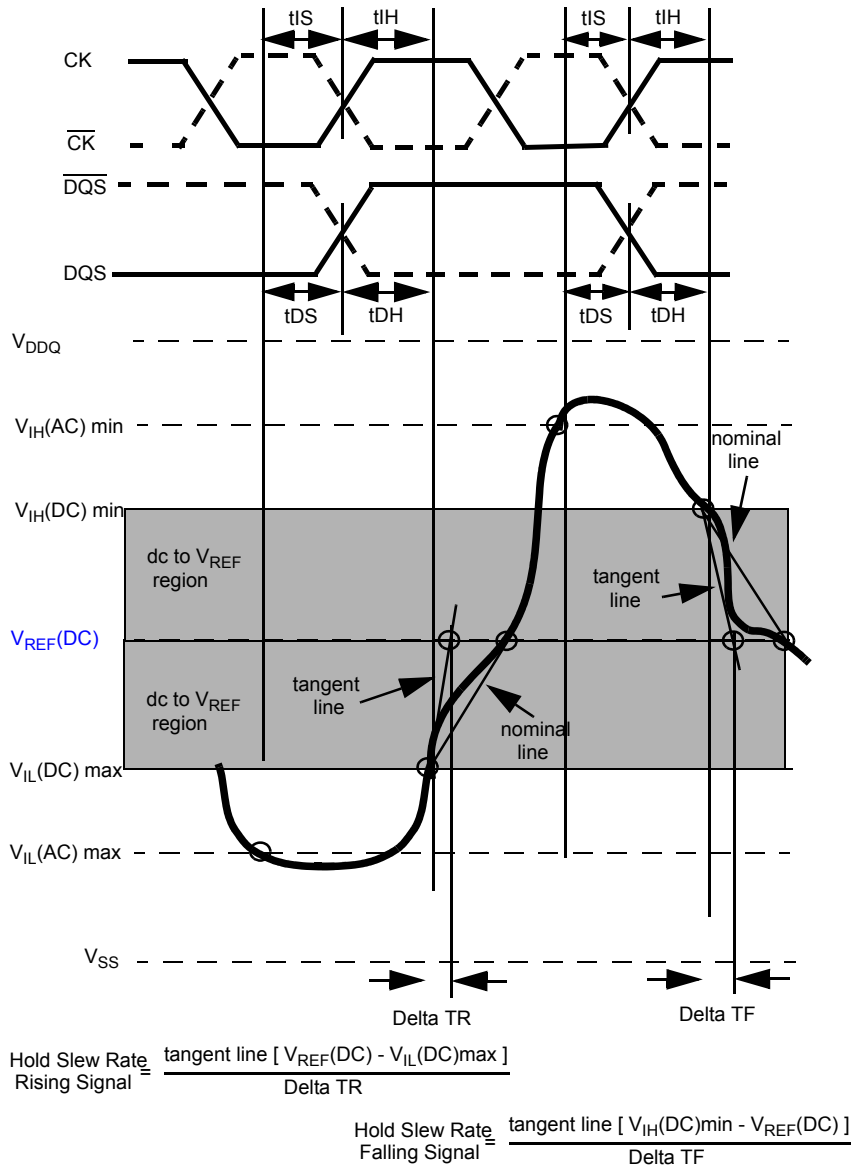 tIS tIH tIS tIH
CK
CK
DQS
DQS
tDS tDH tDS tDH
VDDQ
VIH(AC) min
nominal
line
VIH(DC) min
dc to VREF
region
tangent
line
VREF(DC)
dc to VREF
region
tangent
line
nominal
line
VIL(DC) max
VIL(AC) max
VSS
Delta TR Delta TF
Hold Slew Rate
Rising Signal = tangent line [ VREF(DC) - VIL(DC)max ]
Delta TR
Hold Slew Rate
Falling Signal = tangent line [ VIH(DC)min - VREF(DC) ]
Delta TF